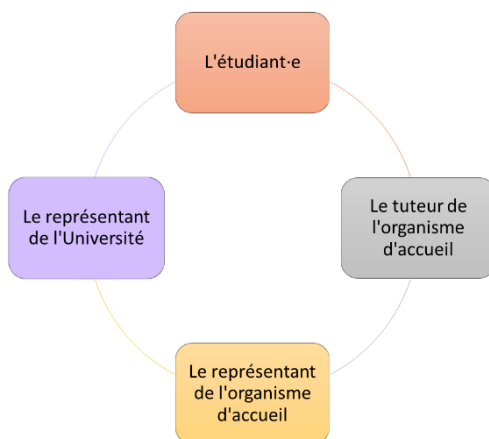 L'étudiant·e
Le représentant
de l'Université
Le tuteur de
l'organisme
d'accueil
Le représentant
de l'organisme
d'accueil